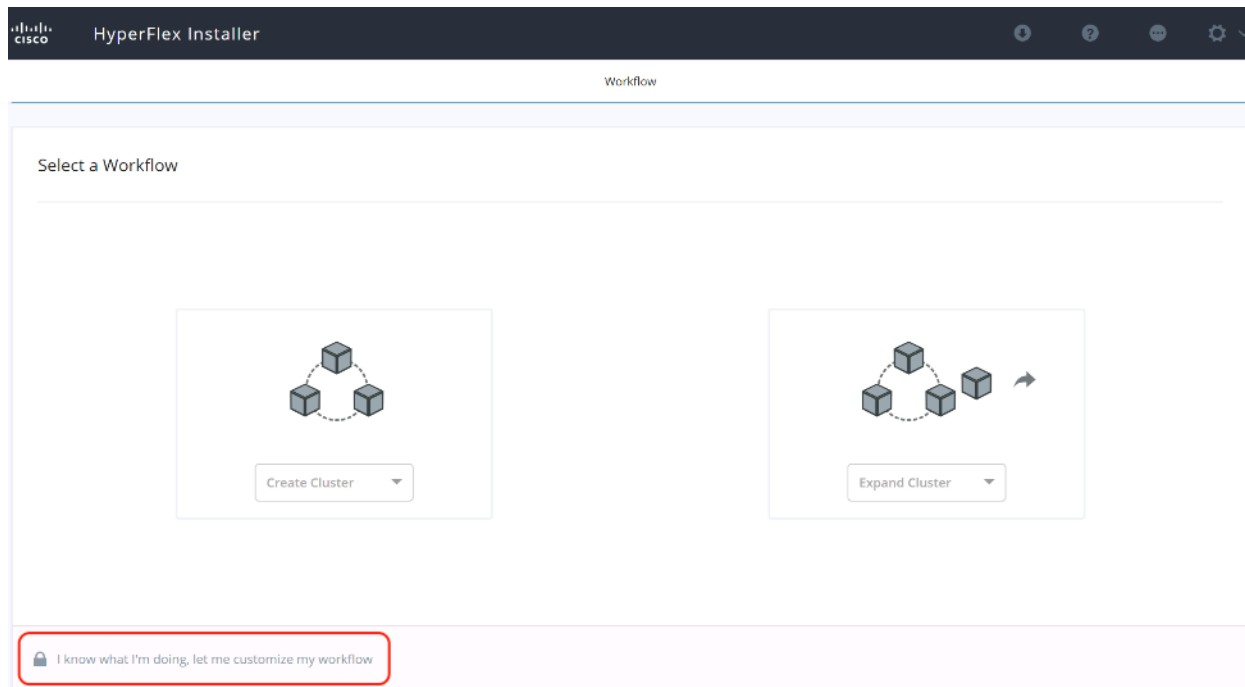 cisco HyperFlex Installer
Workflow
Select a Workflow
Create Cluster
Expand Cluster
I know what I'm doing, let me customize my workflow